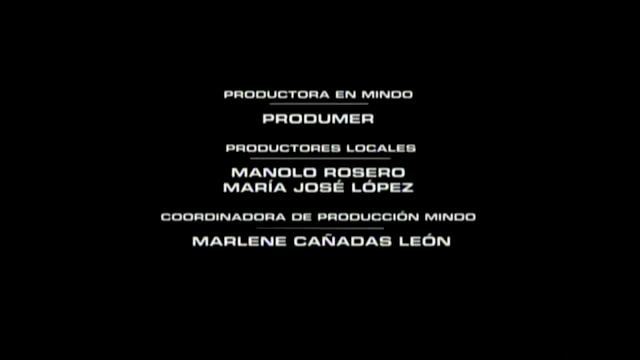 PRODUCTORA EN MINDO
PRODUMER
PRODUCTORES LOCALES
MANOLO ROSERO
MARÍA JOSÉ LÓPEZ
COORDINADORA DE PRODUCCIÓN MINDO
MARLENE CAÑADAS LEÓN